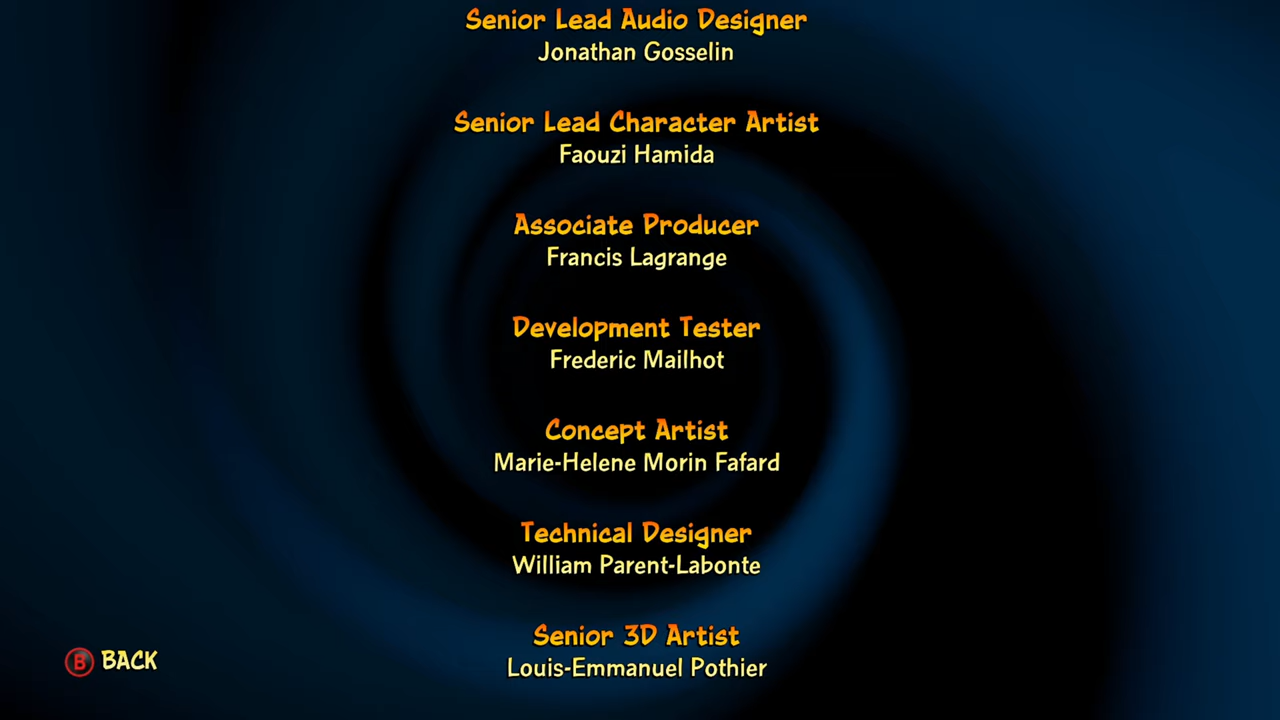 Senior Lead Audio Designer
Jonathan Gosselin
Senior Lead Character Artist
Faouzi Hamida
Associate Producer
Francis Lagrange
Development Tester
Frederic Mailhot
Concept Artist
Marie-Helene Morin Fafard
Technical Designer
William Parent-Labonte
Senior 3D Artist
Louis-Emmanuel Pothier
B BACK